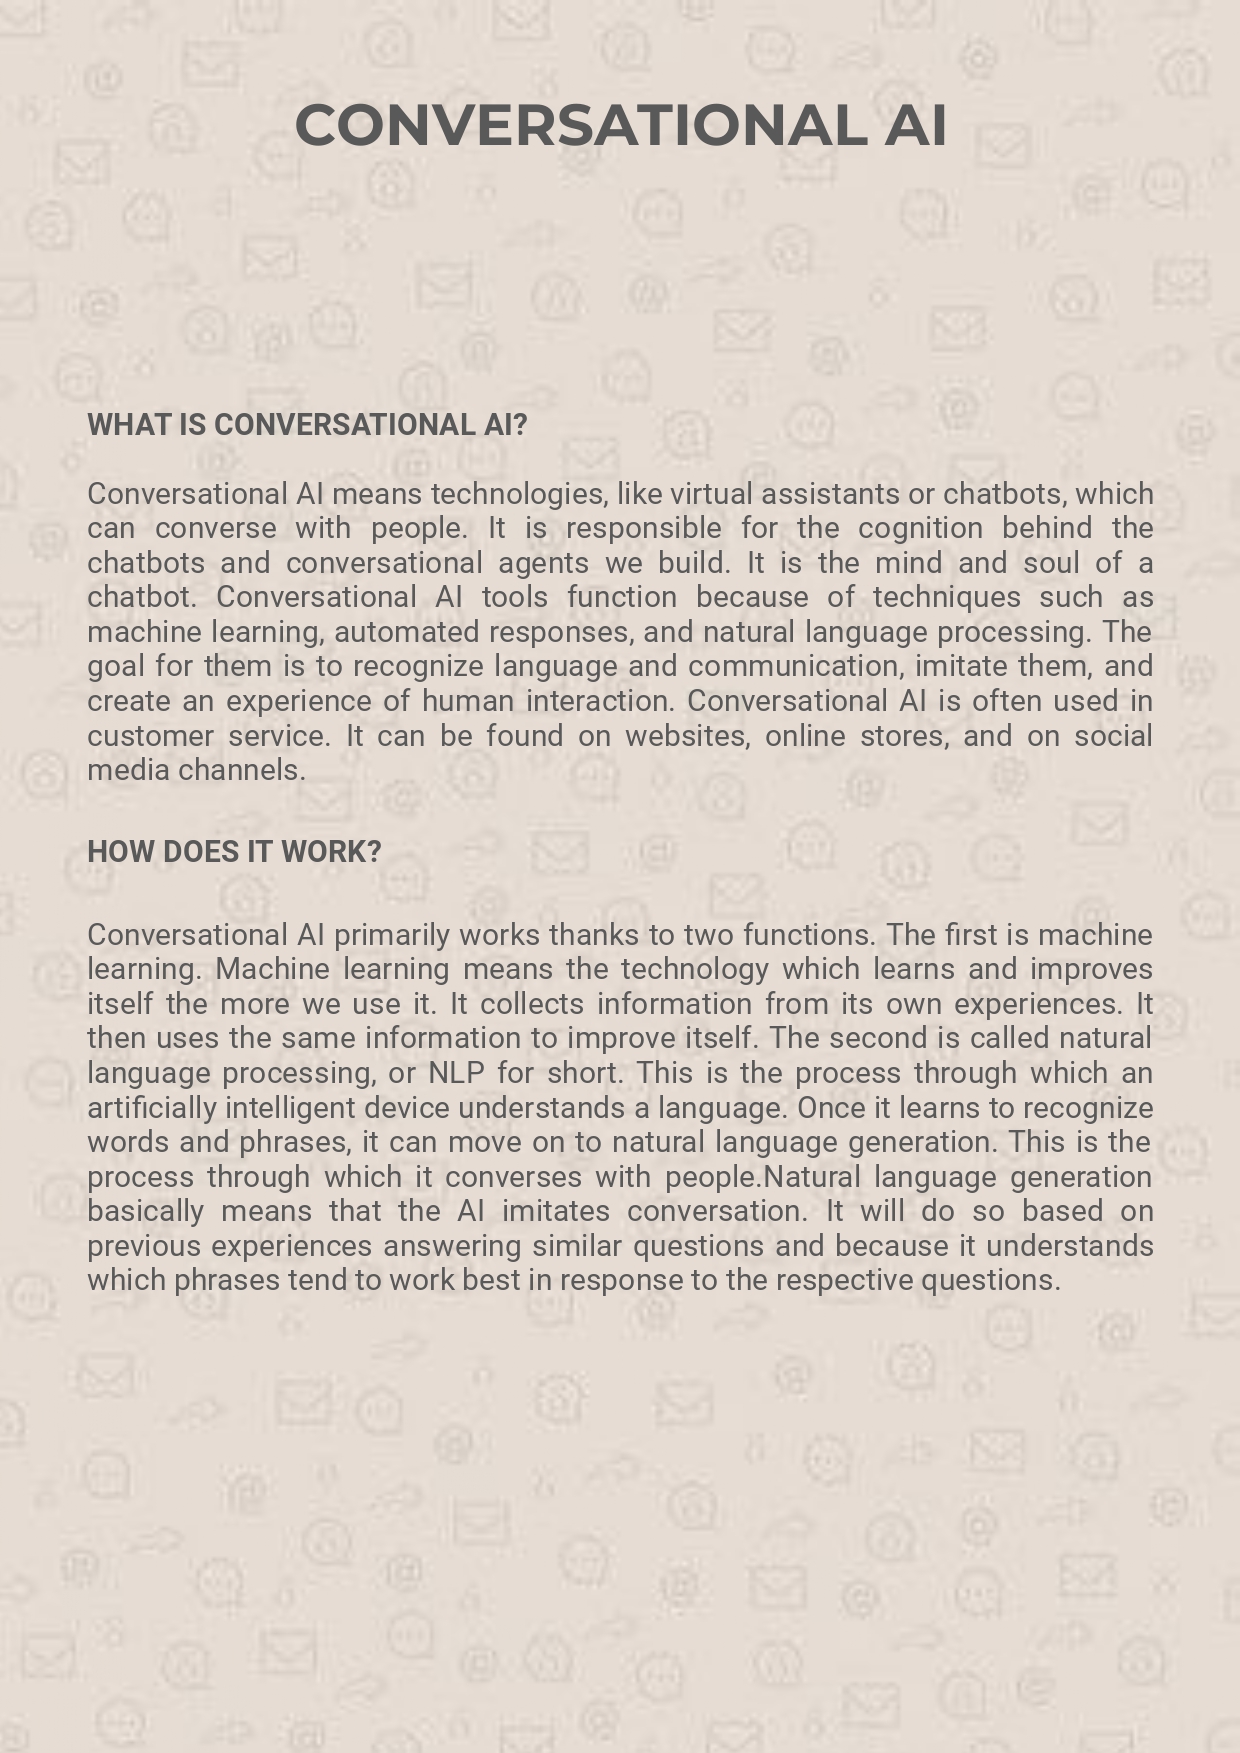 CONVERSATIONAL AI
WHAT IS CONVERSATIONAL AI?
Conversational AI means technologies, like virtual assistants or chatbots, which
can converse with people. It is responsible for the cognition behind the
chatbots and conversational agents we build. It is the mind and soul of a
chatbot. Conversational AI tools function because of techniques such as
machine learning, automated responses, and natural language processing. The
goal for them is to recognize language and communication, imitate them, and
create an experience of human interaction. Conversational AI is often used in
customer service. It can be found on websites, online stores, and on social
media channels.
HOW DOES IT WORK?
Conversational AI primarily works thanks to two functions. The first is machine
learning. Machine learning means the technology which learns and improves
itself the more we use it. It collects information from its own experiences. It
then uses the same information to improve itself. The second is called natural
language processing, or NLP for short. This is the process through which an
artificially intelligent device understands a language. Once it learns to recognize
words and phrases, it can move on to natural language generation. This is the
process through which it converses with people.Natural language generation
basically means that the AI imitates conversation. It will do so based on
previous experiences answering similar questions and because it understands
which phrases tend to work best in response to the respective questions.